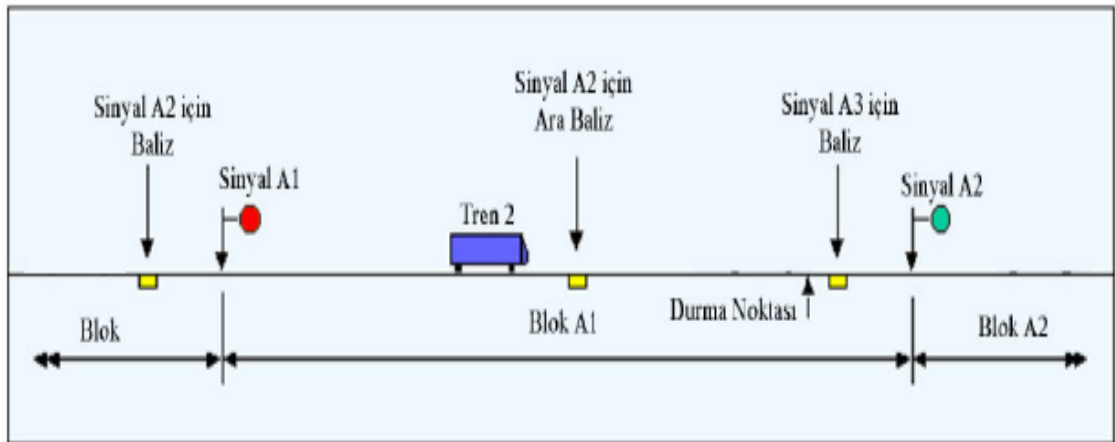 Sinyal A2 için
Baliz
Sinyal A1
Tren 2
Sinyal A2 için
Ara Baliz
Sinyal A3 için
Baliz
Sinyal A2
Blok
Blok A1
Durma Noktası
Blok A2